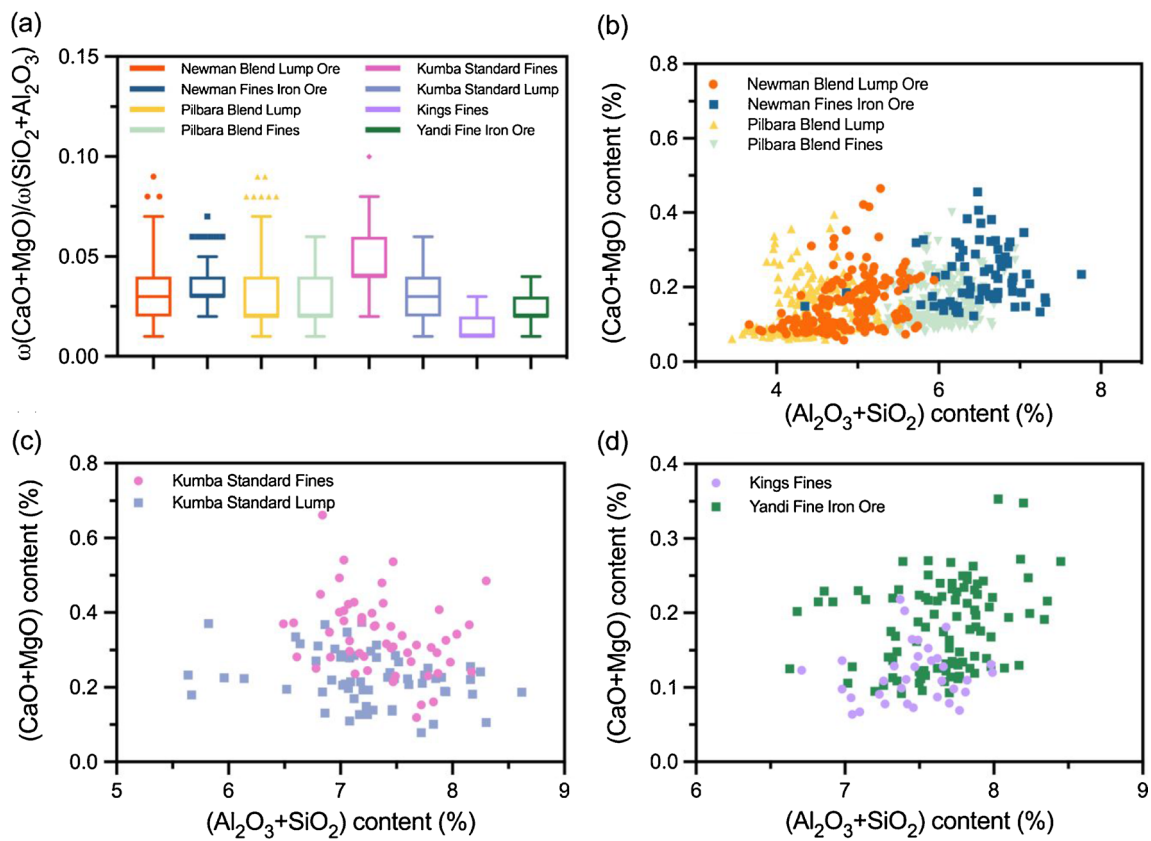 (a)
ω(CaO+MgO)/ω(SiO₂+Al₂O₃)
0.15
0.10
0.05
0.00
Newman Blend Lump Ore
Newman Fines Iron Ore
Pilbara Blend Lump
Pilbara Blend Fines
Kumba Standard Fines
Kumba Standard Lump
Kings Fines
Yandi Fine Iron Ore
(b)
(CaO+MgO) content (%)
0.8
0.6
0.4
0.2
0.0
Newman Blend Lump Ore
Newman Fines Iron Ore
Pilbara Blend Lump
Pilbara Blend Fines
4 6 8
(Al₂O₃+SiO₂) content (%)
(c)
(CaO+MgO) content (%)
0.8
0.6
0.4
0.2
0.0
Kumba Standard Fines
Kumba Standard Lump
5 6 7 8 9
(Al₂O₃+SiO₂) content (%)
(d)
(CaO+MgO) content (%)
0.4
0.3
0.2
0.1
0.0
Kings Fines
Yandi Fine Iron Ore
6 7 8 9
(Al₂O₃+SiO₂) content (%)